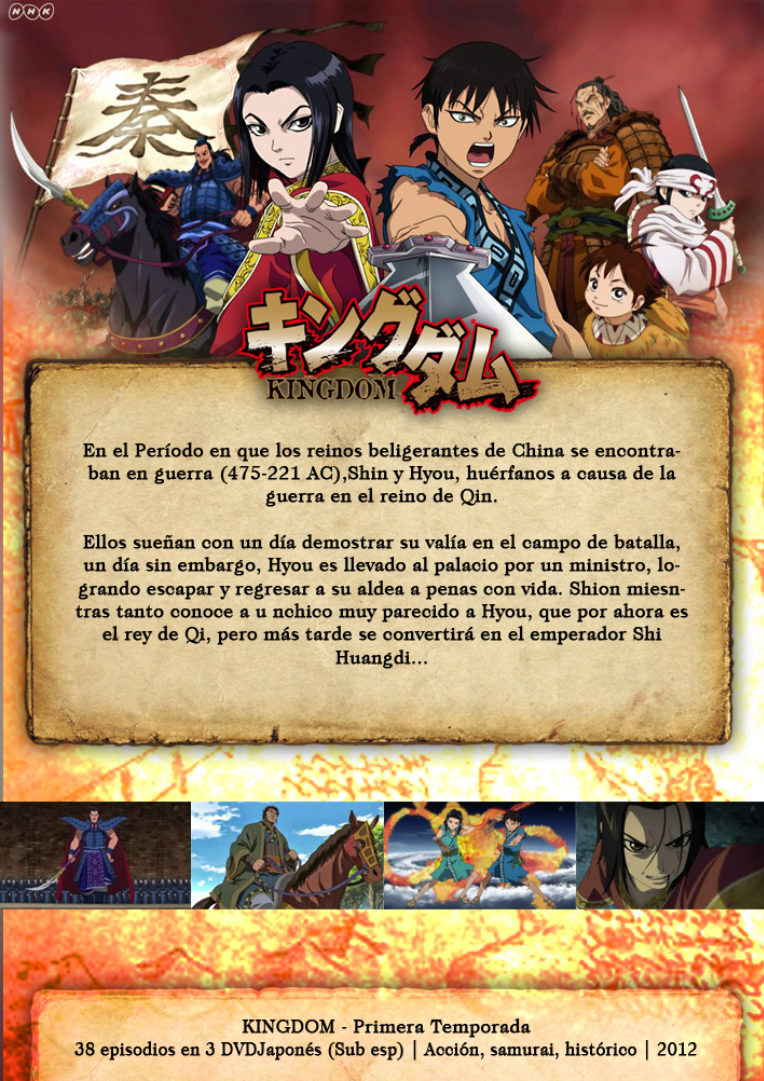 NHK
秦
キングダム
KINGDOM
En el Período en que los reinos beligerantes de China se encontra-
ban en guerra (475-221 AC),Shin y Hyou, huérfanos a causa de la
guerra en el reino de Qin.
Ellos sueñan con un día demostrar su valía en el campo de batalla,
un día sin embargo, Hyou es llevado al palacio por un ministro, lo-
grando escapar y regresar a su aldea a penas con vida. Shion miesn-
tras tanto conoce a u nchico muy parecido a Hyou, que por ahora es
el rey de Qi, pero más tarde se convertirá en el emperador Shi
Huangdi...
KINGDOM - Primera Temporada
38 episodios en 3 DVDJaponés (Sub esp) | Acción, samurai, histórico | 2012